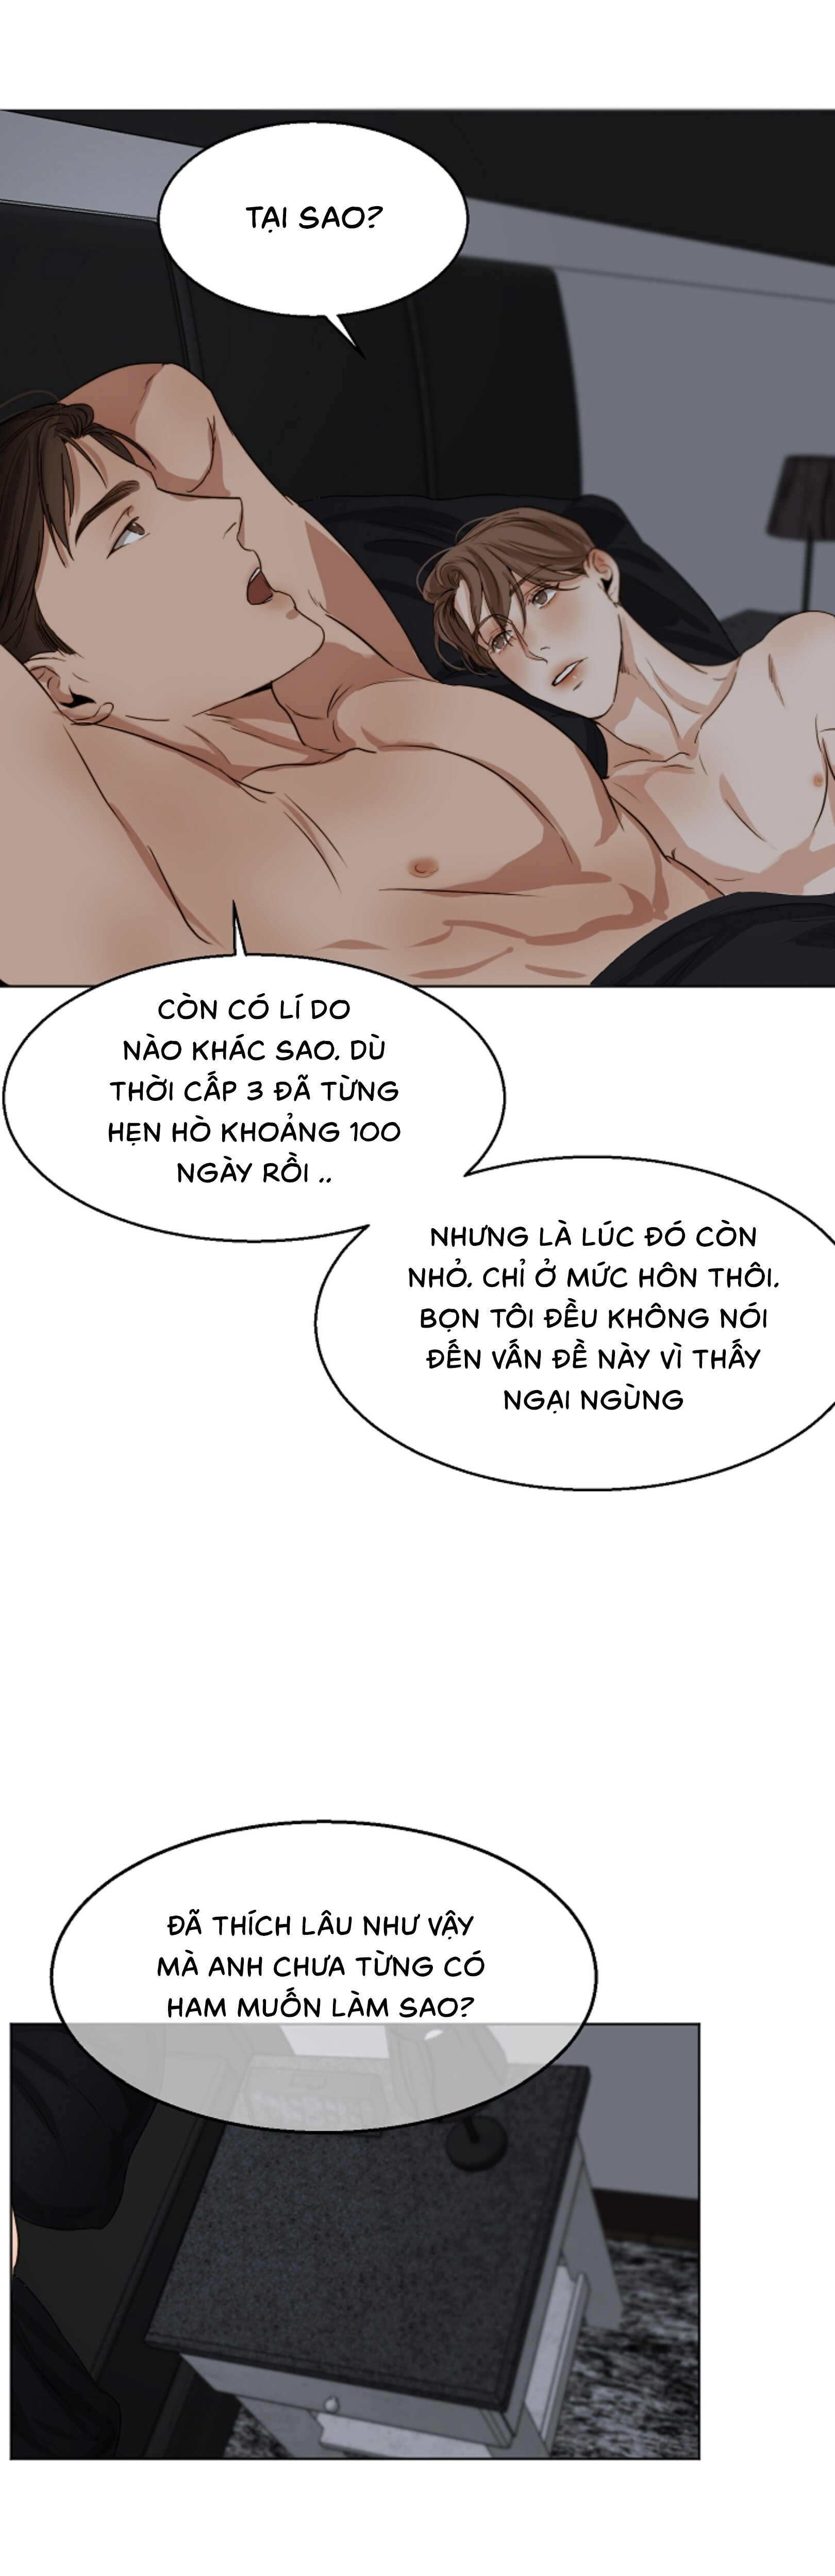 TẠI SAO?
CÒN CÓ LÍ DO
NÀO KHÁC SAO. DÙ
THỜI CẤP 3 ĐÃ TỪNG
HẸN HÒ KHOẢNG 100
NGÀY RỒI ..
NHƯNG LÀ LÚC ĐÓ CÒN
NHỎ. CHỈ Ở MỨC HÔN THÔI.
BỌN TÔI ĐỀU KHÔNG NÓI
ĐẾN VẤN ĐỀ NÀY VÌ THẤY
NGẠI NGÙNG
ĐÃ THÍCH LÂU NHƯ VẬY
MÀ ANH CHƯA TỪNG CÓ
HAM MUỐN LÀM SAO?